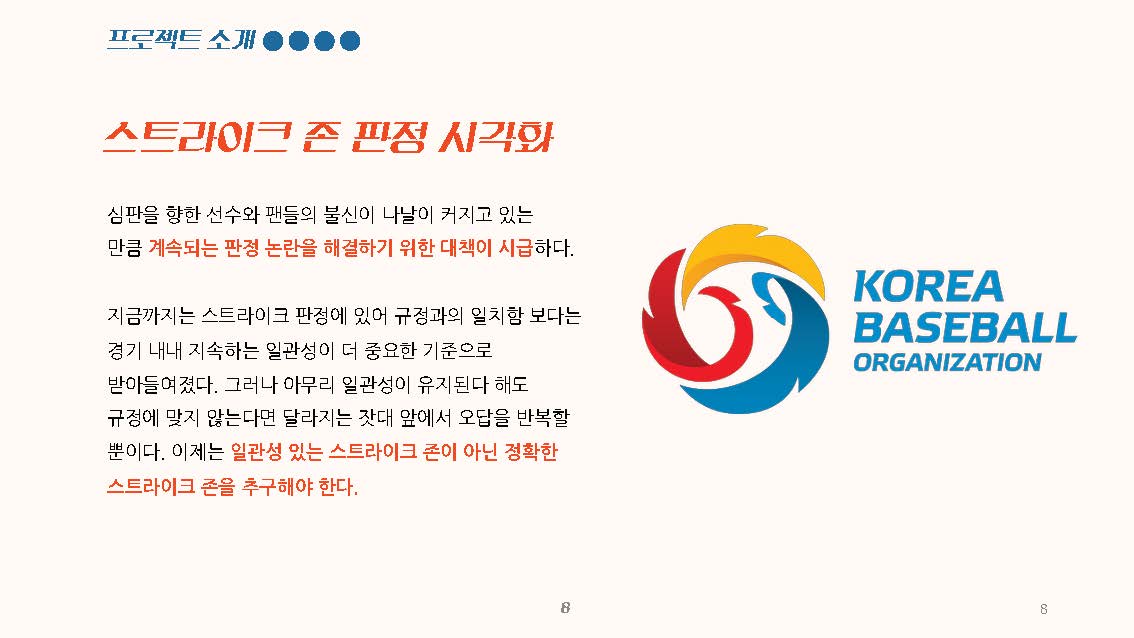 프로젝트 소개
스트라이크 존 판정 시각화
심판을 향한 선수와 팬들의 불신이 나날이 커지고 있는
만큼 계속되는 판정 논란을 해결하기 위한 대책이 시급하다.
지금까지는 스트라이크 판정에 있어 규정과의 일치함 보다는
경기 내내 지속하는 일관성이 더 중요한 기준으로
받아들여졌다. 그러나 아무리 일관성이 유지된다 해도
규정에 맞지 않는다면 달라지는 잣대 앞에서 오답을 반복할
뿐이다. 이제는 일관성 있는 스트라이크 존이 아닌 정확한
스트라이크 존을 추구해야 한다.
KOREA
BASEBALL
ORGANIZATION
8
8